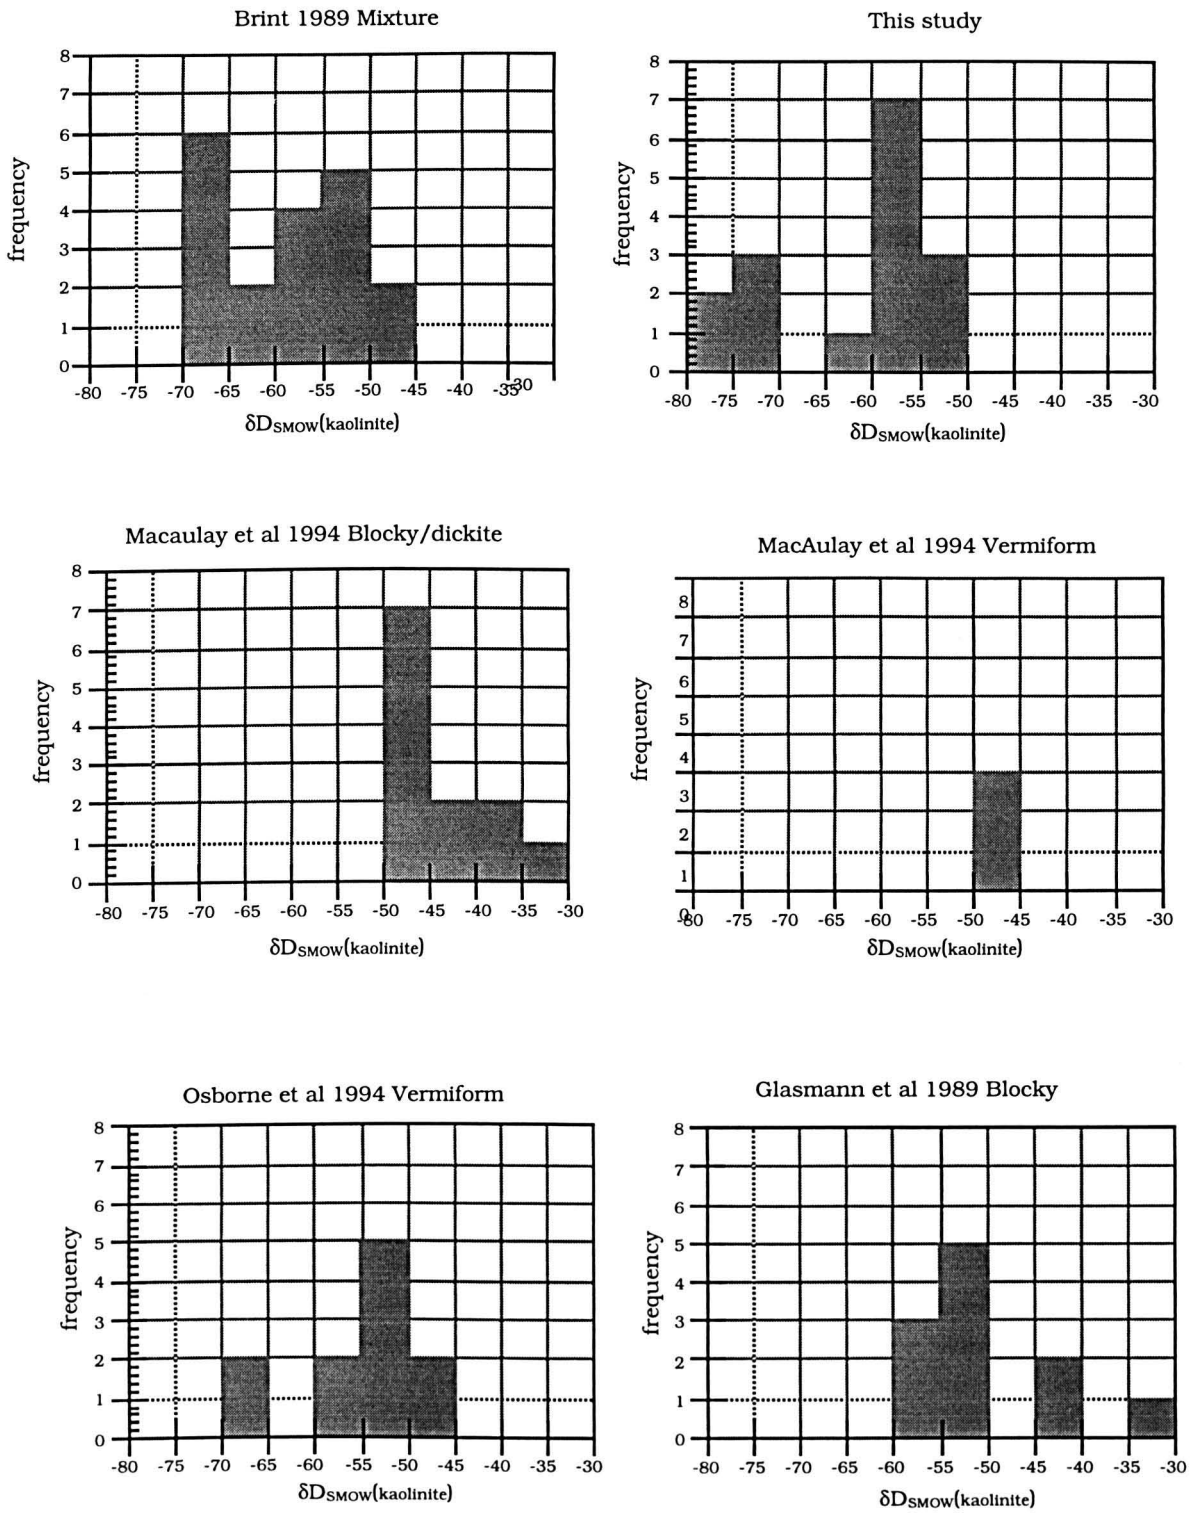 Brint 1989 Mixture
8
7
6
5
4
3
2
1
0
frequency
-80 -75 -70 -65 -60 -55 -50 -45 -40 -35 30
δDSMOW(kaolinite)
This study
8
7
6
5
4
3
2
1
0
frequency
-80 -75 -70 -65 -60 -55 -50 -45 -40 -35 -30
δDSMOW(kaolinite)
Macaulay et al 1994 Blocky/dickite
8
7
6
5
4
3
2
1
0
frequency
-80 -75 -70 -65 -60 -55 -50 -45 -40 -35 -30
δDSMOW(kaolinite)
MacAulay et al 1994 Vermiform
8
7
6
5
4
3
2
1
0
frequency
-80 -75 -70 -65 -60 -55 -50 -45 -40 -35 -30
δDSMOW(kaolinite)
Osborne et al 1994 Vermiform
8
7
6
5
4
3
2
1
0
frequency
-80 -75 -70 -65 -60 -55 -50 -45 -40 -35 -30
δDSMOW(kaolinite)
Glasmann et al 1989 Blocky
8
7
6
5
4
3
2
1
0
frequency
-80 -75 -70 -65 -60 -55 -50 -45 -40 -35 -30
δDSMOW(kaolinite)